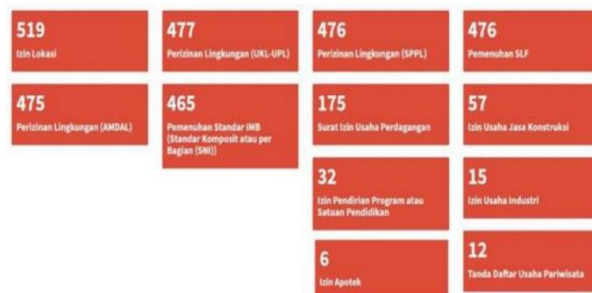 519
Izin Lokasi
477
Perizinan Lingkungan (UKL-UPL)
476
Perizinan Lingkungan (SPPL)
476
Pemenuhan SLF
475
Perizinan Lingkungan (AMDAL)
465
Pemenuhan Standar IMB
(Standar Komposit atau per
Bagian (SNI))
175
Surat Izin Usaha Perdagangan
57
Izin Usaha Jasa Konstruksi
32
Izin Pendirian Program atau
Satuan Pendidikan
15
Izin Usaha Industri
6
Izin Apotek
12
Tanda Daftar Usaha Pariwisata